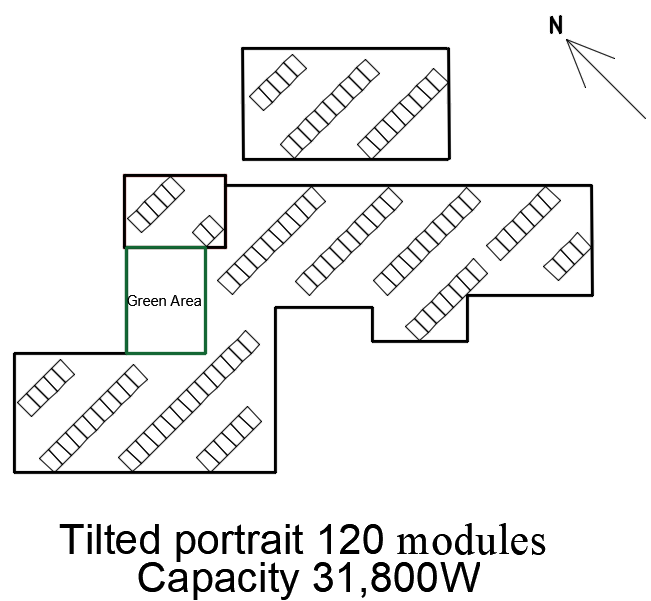 N
Green Area
Tilted portrait 120 modules
Capacity 31,800W